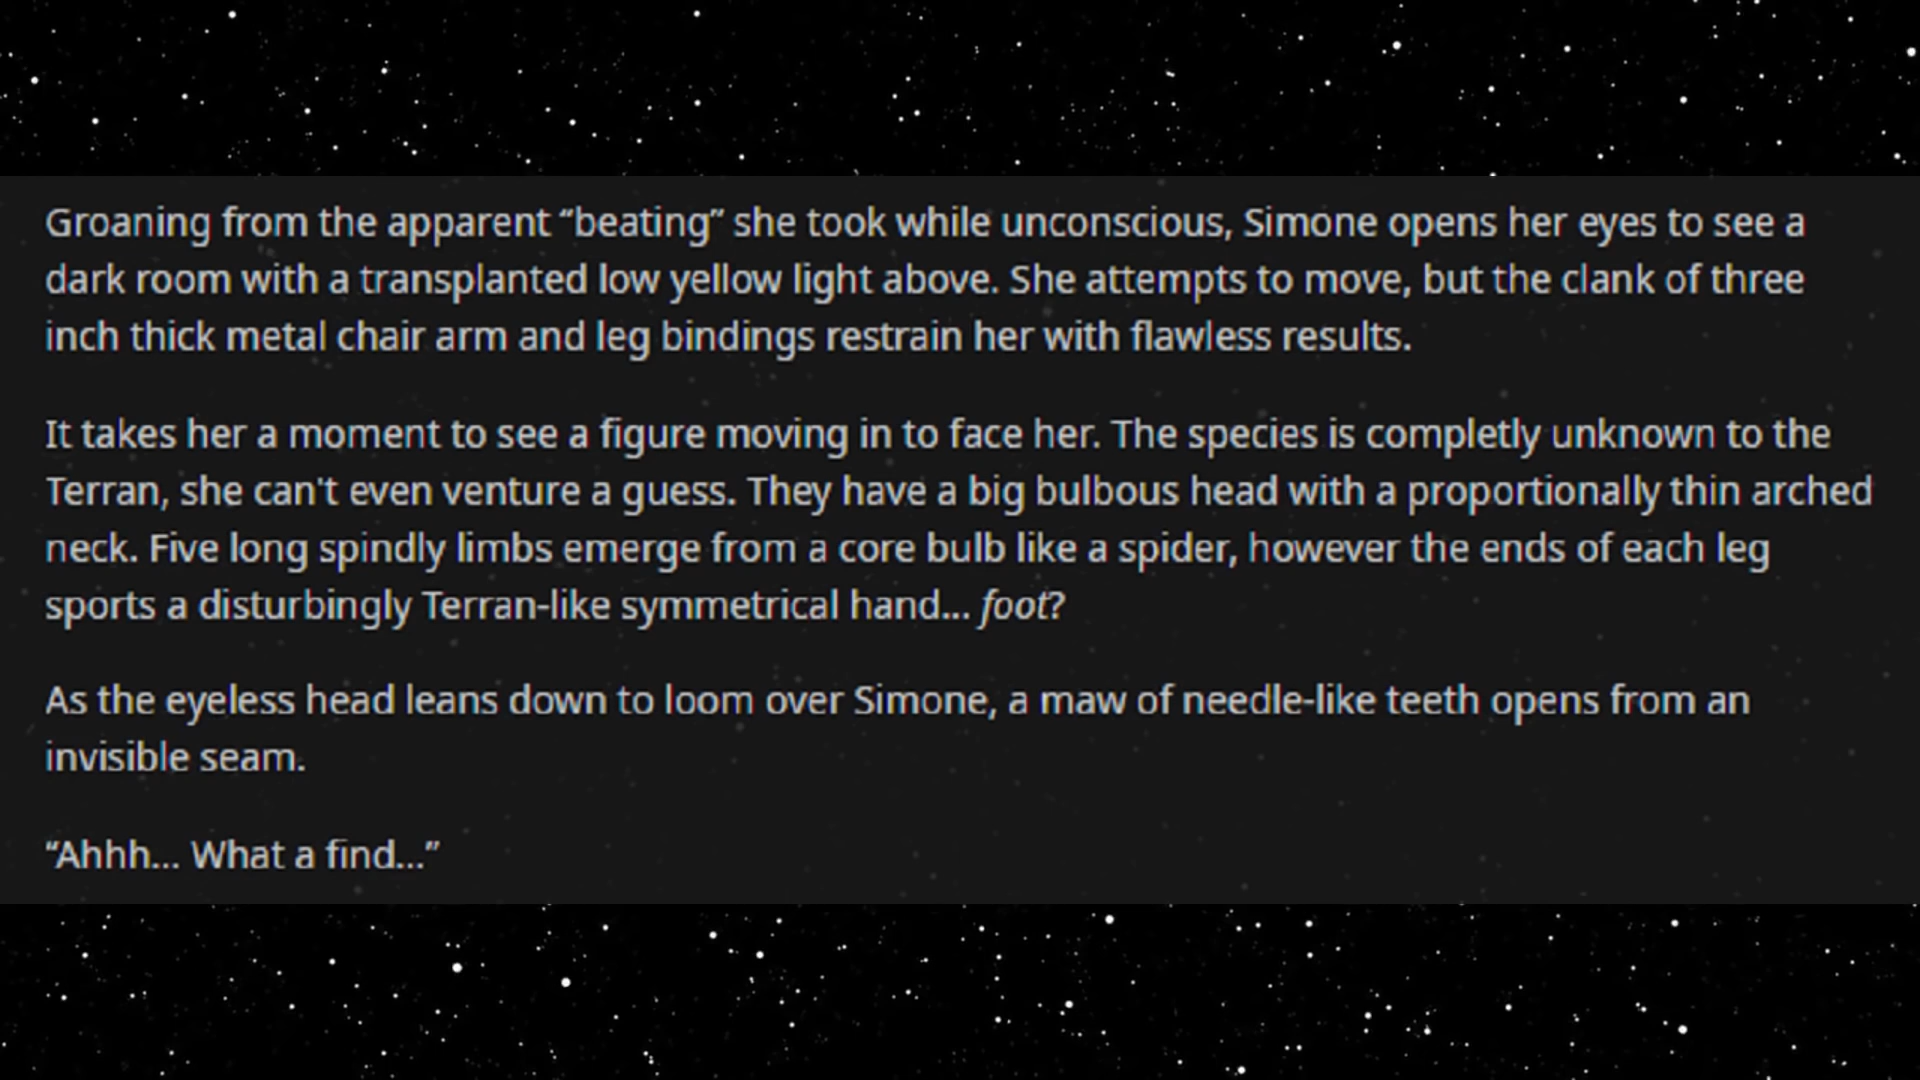 Groaning from the apparent “beating” she took while unconscious, Simone opens her eyes to see a
dark room with a transplanted low yellow light above. She attempts to move, but the clank of three
inch thick metal chair arm and leg bindings restrain her with flawless results.
It takes her a moment to see a figure moving in to face her. The species is completly unknown to the
Terran, she can't even venture a guess. They have a big bulbous head with a proportionally thin arched
neck. Five long spindly limbs emerge from a core bulb like a spider, however the ends of each leg
sports a disturbingly Terran-like symmetrical hand... foot?
As the eyeless head leans down to loom over Simone, a maw of needle-like teeth opens from an
invisible seam.
“Ahhh... What a find...”